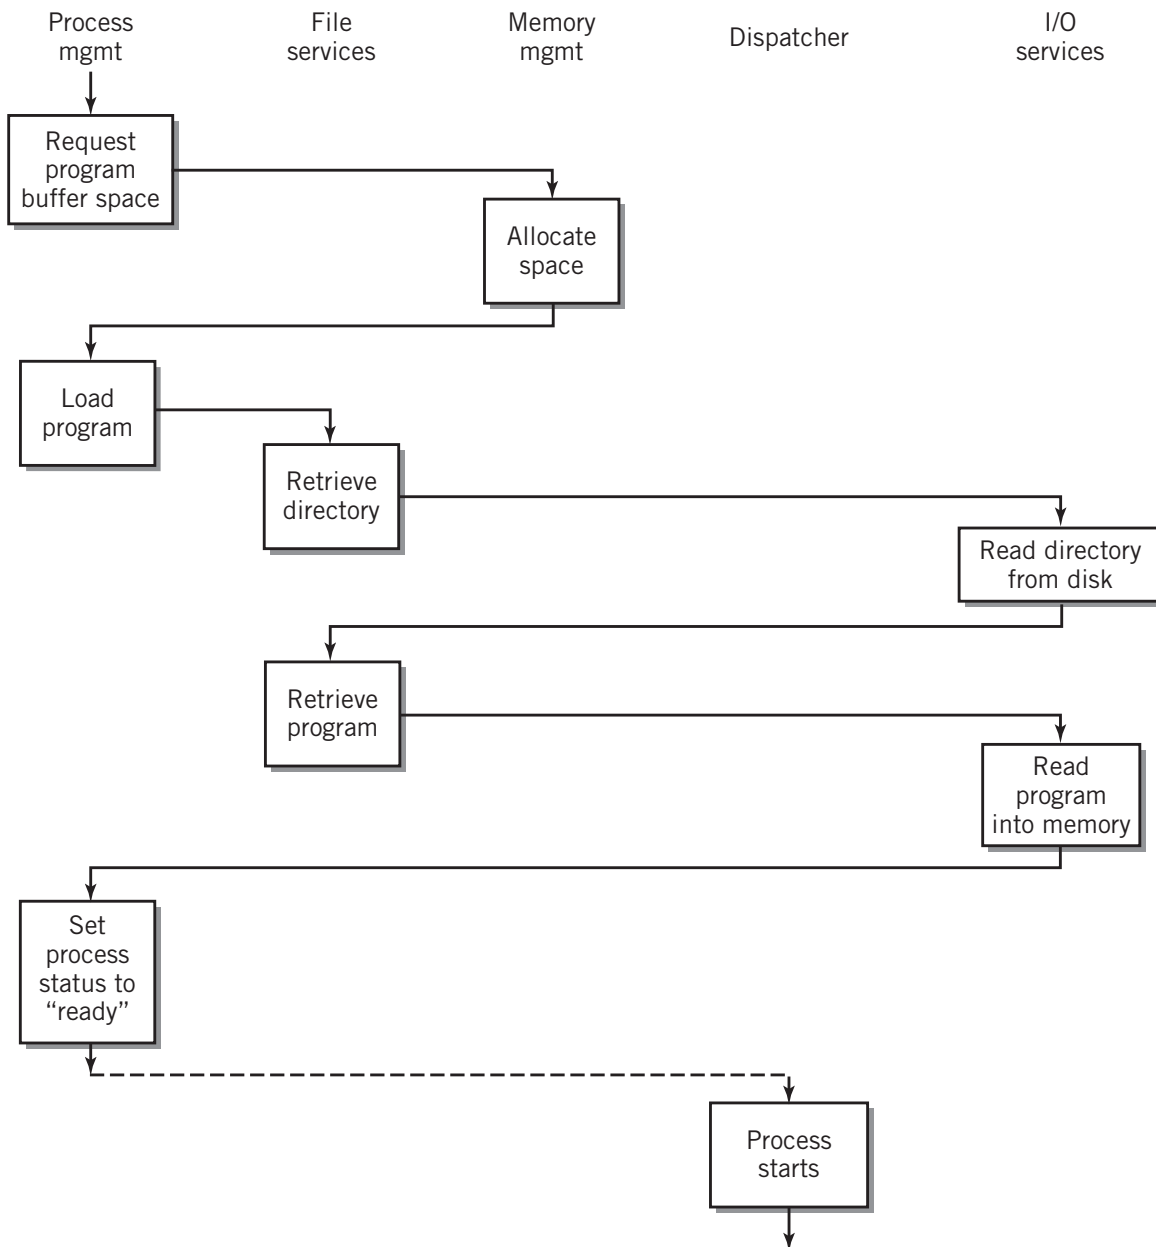 Process
mgmt
File
services
Memory
mgmt
Dispatcher
I/O
services
Request
program
buffer space
Allocate
space
Load
program
Retrieve
directory
Read directory
from disk
Retrieve
program
Read
program
into memory
Set
process
status to
“ready”
Process
starts